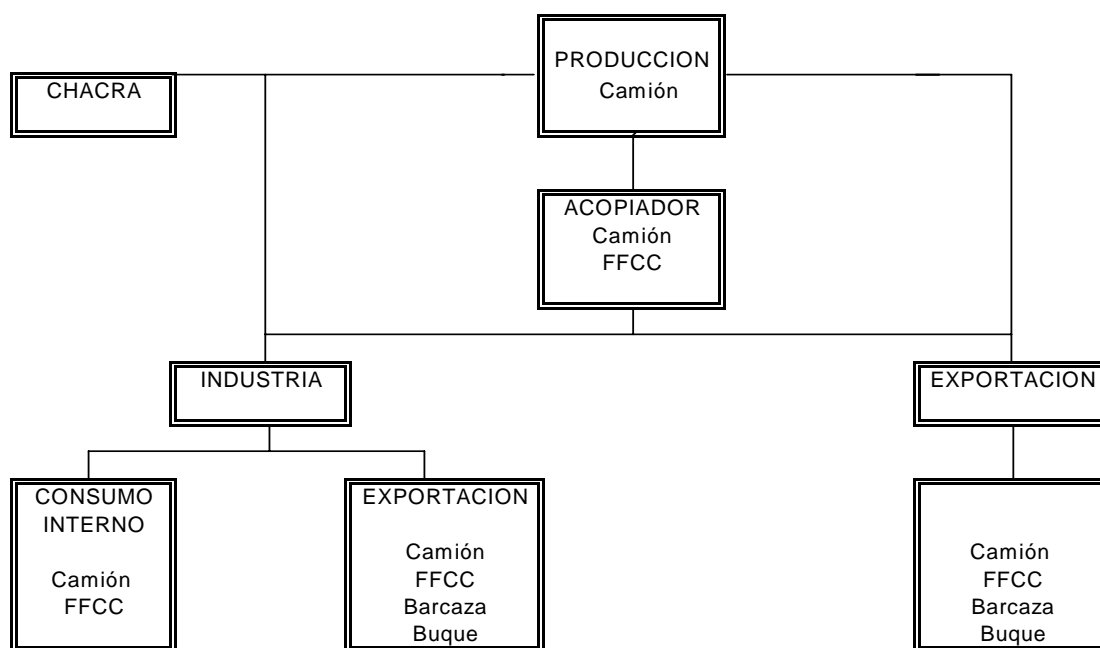 PRODUCCION
Camión
CHACRA
ACOPIADOR
Camión
FFCC
INDUSTRIA
EXPORTACION
CONSUMO
INTERNO
Camión
FFCC
EXPORTACION
Camión
FFCC
Barcaza
Buque
Camión
FFCC
Barcaza
Buque